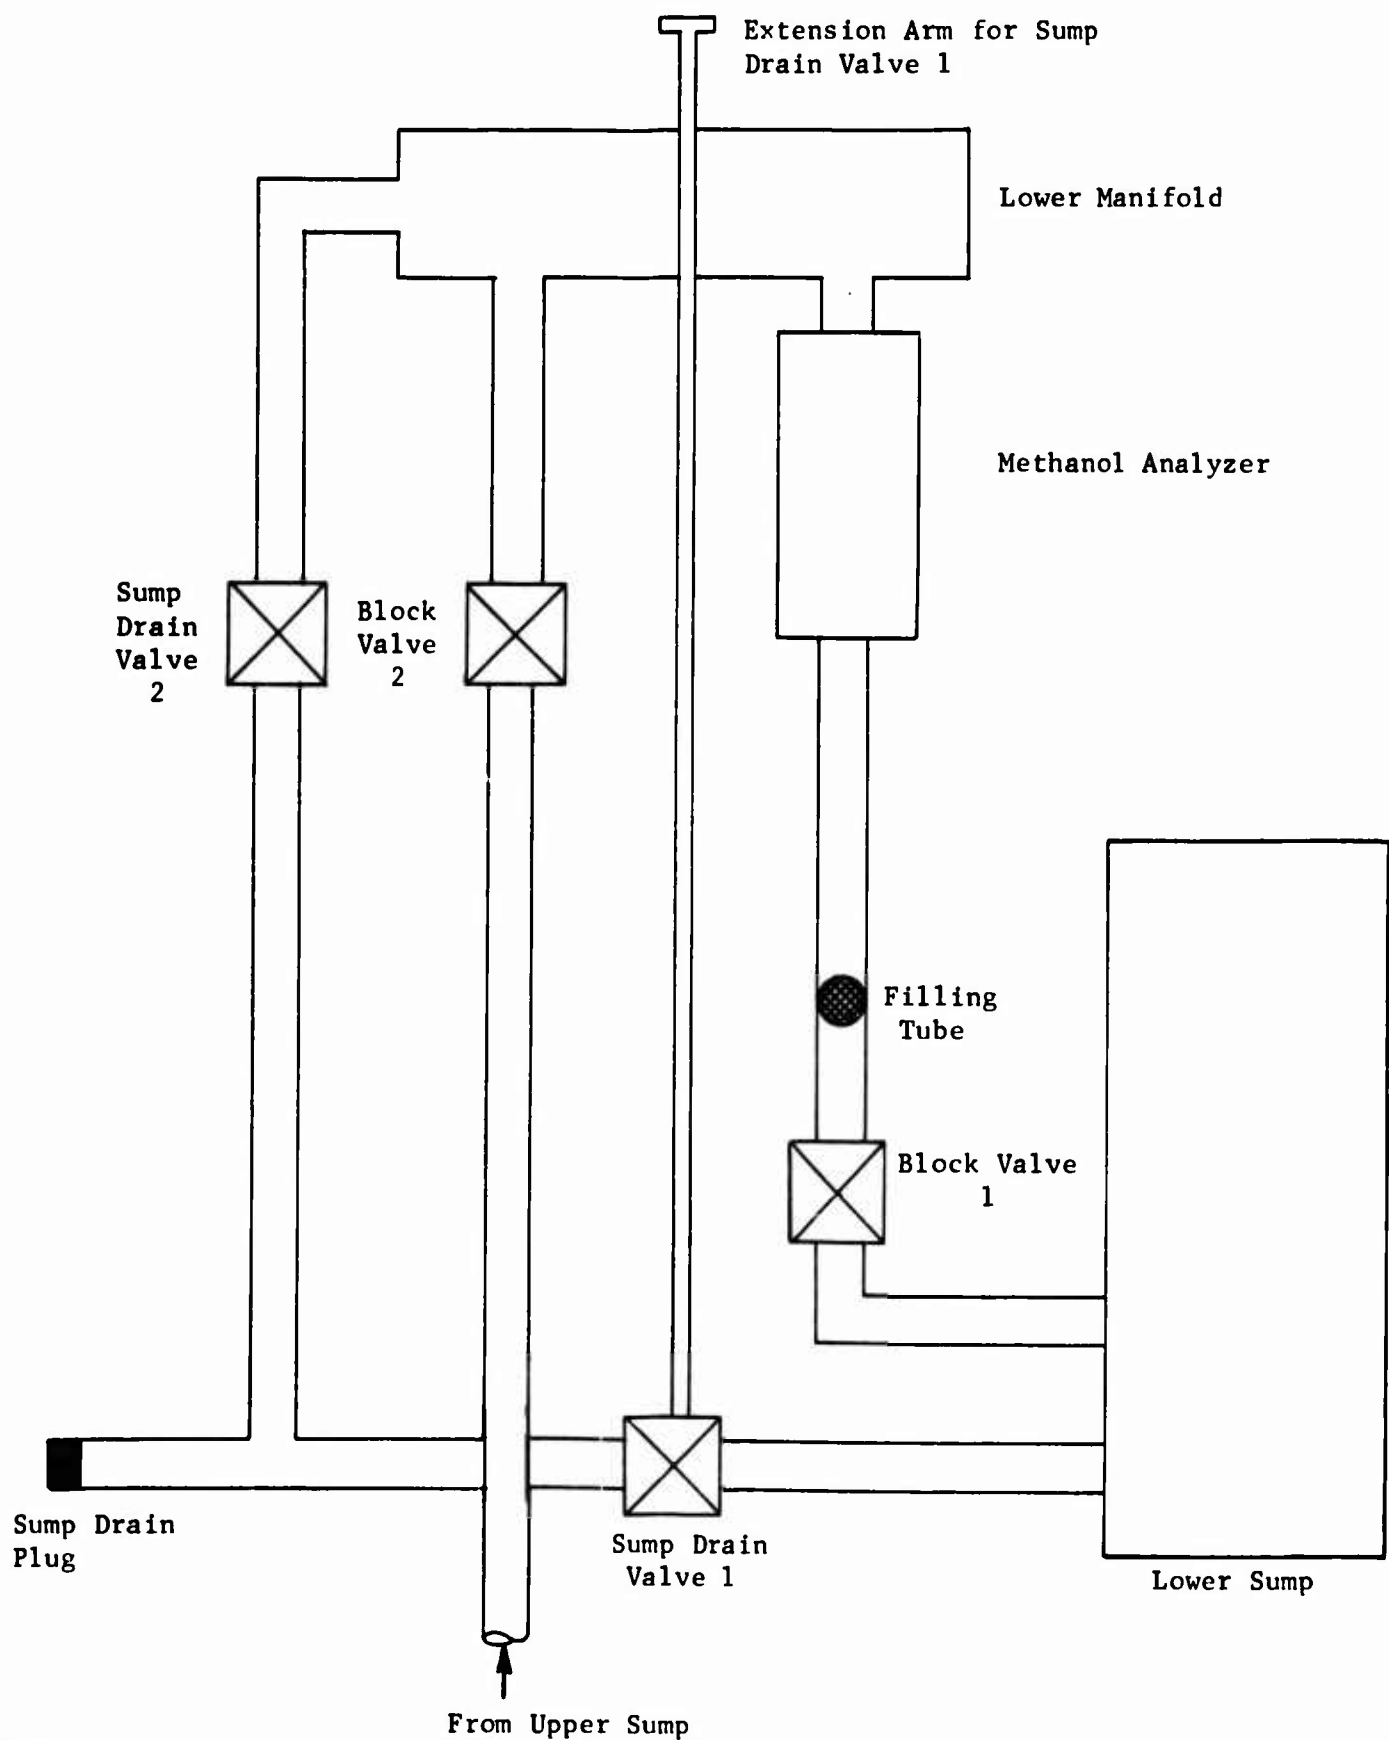 Extension Arm for Sump
Drain Valve 1
Lower Manifold
Methanol Analyzer
Sump
Drain
Valve
2
Block
Valve
2
Filling
Tube
Block Valve
1
Sump Drain
Plug
Sump Drain
Valve 1
Lower Sump
From Upper Sump